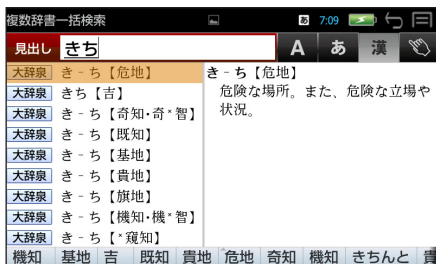 複数辞書一括検索
あ 7:09
見出し きち A あ 漢
大辞泉 き‐ち【危地】
大辞泉 きち【吉】
大辞泉 き‐ち【奇知・奇×智】
大辞泉 き‐ち【既知】
大辞泉 き‐ち【基地】
大辞泉 き‐ち【貴地】
大辞泉 き‐ち【旗地】
大辞泉 き‐ち【機知・機×智】
大辞泉 き‐ち【×窺知】
き‐ち【危地】
危険な場所。また、危険な立場や
状況。
機知 基地 吉 既知 貴地 危地 奇知 機知 きちんと 貴